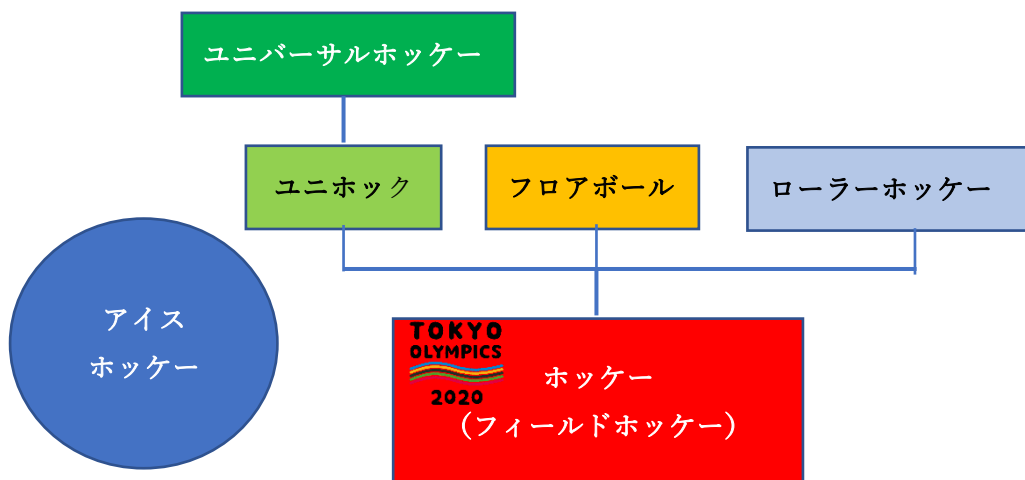 ユニバーサルホッケー
ユニホック
フロアボール
ローラーホッケー
アイス
ホッケー
TOKYO
OLYMPICS
2020
ホッケー
（フィールドホッケー）